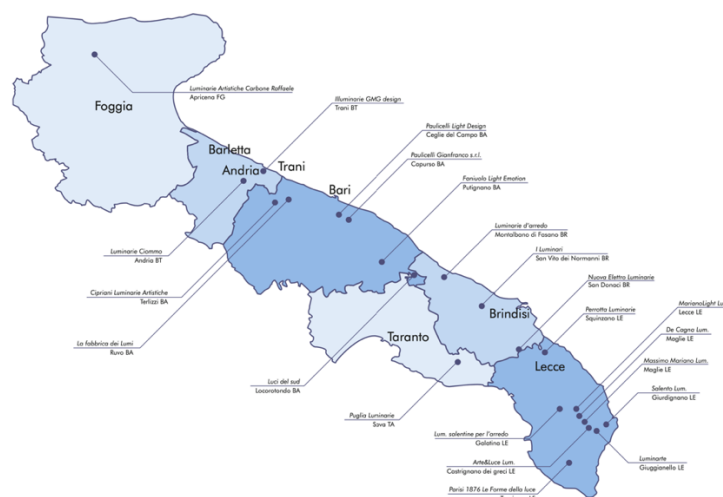 Foggia
Luminarie Artistiche Carbone Raffaele
Apricena FG
Illuminarie GMG design
Trani BT
Barletta
Andria
Trani
Paulicelli Light Design
Ceglie del Campo BA
Paulicelli Gianfranco s.r.l.
Capurso BA
Bari
Faniuolo Light Emotion
Putignano BA
Luminarie d'arredo
Montalbano di Fasano BR
I Luminari
San Vito dei Normanni BR
Nuova Elettro Luminarie
San Donaci BR
Perrotta Luminarie
Squinzano LE
MarianoLight Lu
Lecce LE
De Cagna Lum.
Maglie LE
Massimo Mariano Lum.
Maglie LE
Salento Lum.
Giurdignano LE
Luminarte
Giuggianello LE
Luminarie Ciommo
Andria BT
Cipriani Luminarie Artistiche
Terlizzi BA
La fabbrica dei Lumi
Ruvo BA
Brindisi
Taranto
Lecce
Luci del sud
Locorotondo BA
Puglia Luminarie
Sava TA
Lum. salentine per l'arredo
Galatina LE
Arte&Luce Lum.
Castrignano dei greci LE
Parisi 1876 Le Forme della luce